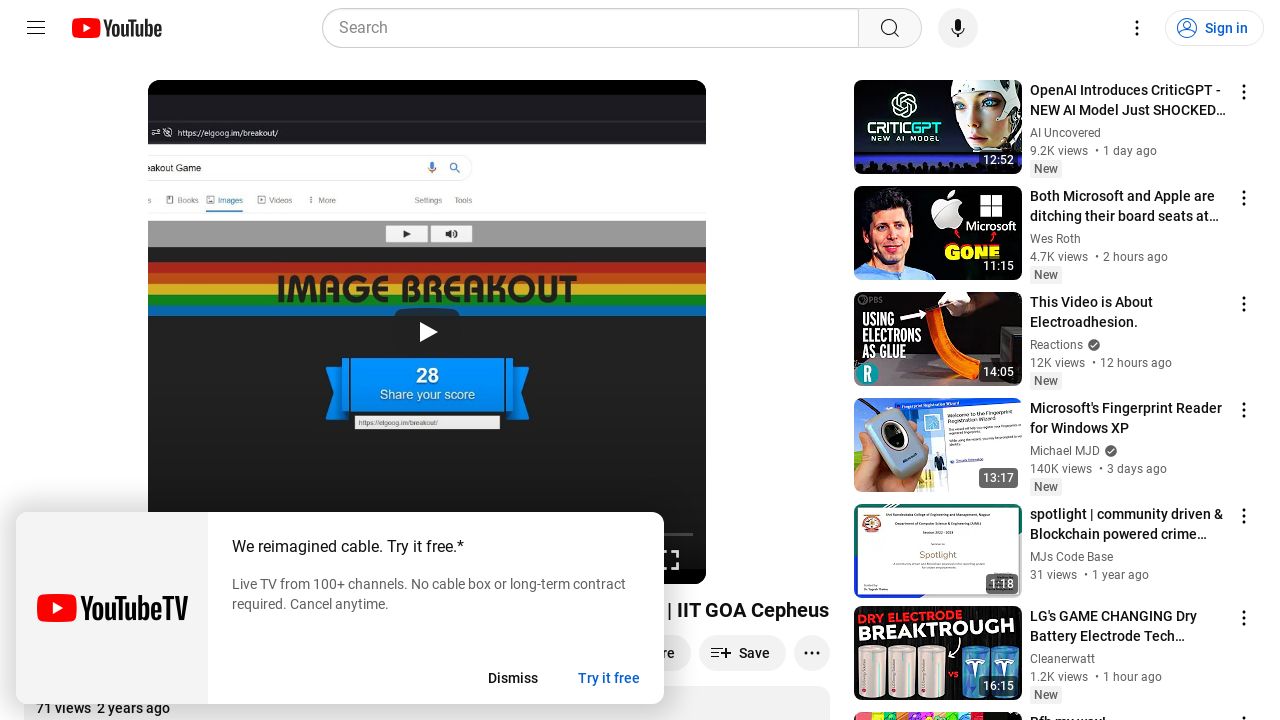 YouTube
Search
Sign in
https://elgoog.im/breakout/
eakout Game
Books
Images
Videos
More
Settings
Tools
IMAGE BREAKOUT
28
Share your score
https://elgoog.im/breakout/
| IIT GOA Cepheus
Save
71 views 2 years ago
YouTubeTV
We reimagined cable. Try it free.*
Live TV from 100+ channels. No cable box or long-term contract
required. Cancel anytime.
Dismiss
Try it free
CRITICGPT
NEW AI MODEL
12:52
OpenAI Introduces CriticGPT -
NEW AI Model Just SHOCKED...
AI Uncovered
9.2K views • 1 day ago
New
Microsoft
GONE
11:15
Both Microsoft and Apple are
ditching their board seats at...
Wes Roth
4.7K views • 2 hours ago
New
PBS
USING
ELECTRONS
AS GLUE
R
14:05
This Video is About
Electroadhesion.
Reactions
12K views • 12 hours ago
New
Fingerprint Registration Wizard
Welcome to the Fingerprint
Registration Wizard
13:17
Microsoft's Fingerprint Reader
for Windows XP
Michael MJD
140K views • 3 days ago
New
Session 2022 - 2023
Spotlight
1:18
spotlight | community driven &
Blockchain powered crime...
MJs Code Base
31 views • 1 year ago
DRY ELECTRODE
BREAKTHROUGH
VS
16:15
LG's GAME CHANGING Dry
Battery Electrode Tech...
Cleanerwatt
1.2K views • 1 hour ago
New